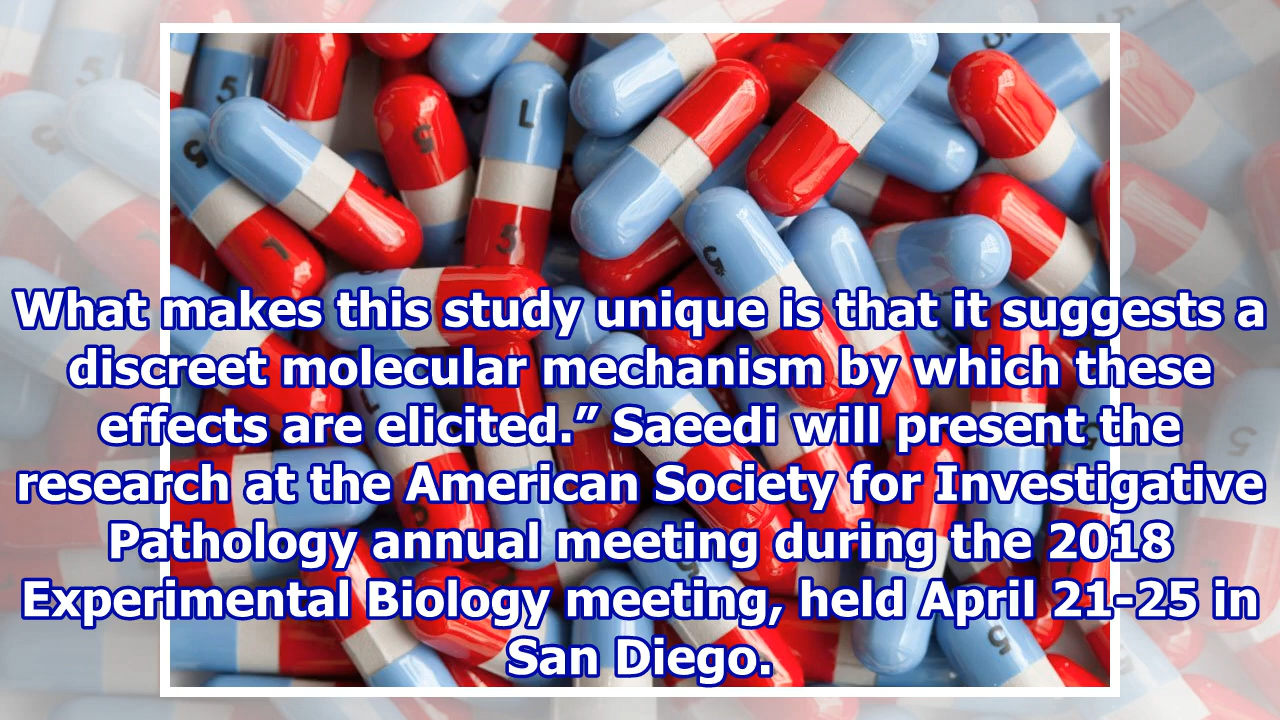 What makes this study unique is that it suggests a
discreet molecular mechanism by which these
effects are elicited.” Saeedi will present the
research at the American Society for Investigative
Pathology annual meeting during the 2018
Experimental Biology meeting, held April 21-25 in
San Diego.